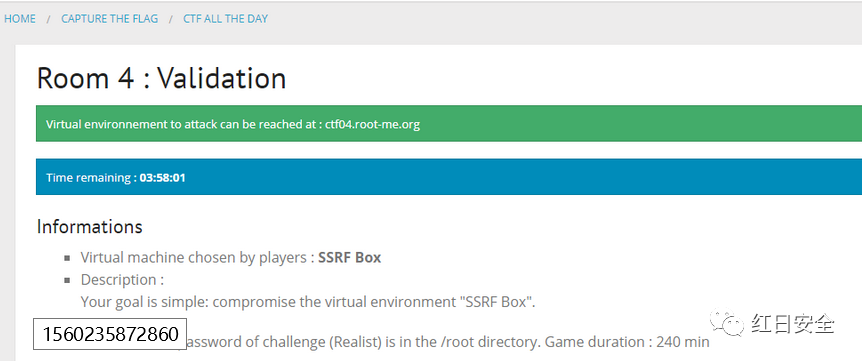 HOME / CAPTURE THE FLAG / CTF ALL THE DAY
Room 4 : Validation
Virtual environnement to attack can be reached at : ctf04.root-me.org
Time remaining : 03:58:01
Informations
Virtual machine chosen by players : SSRF Box
Description :
Your goal is simple: compromise the virtual environment "SSRF Box".
1560235872860 assword of challenge (Realist) is in the /root directory. Game duration : 240 min
红日安全